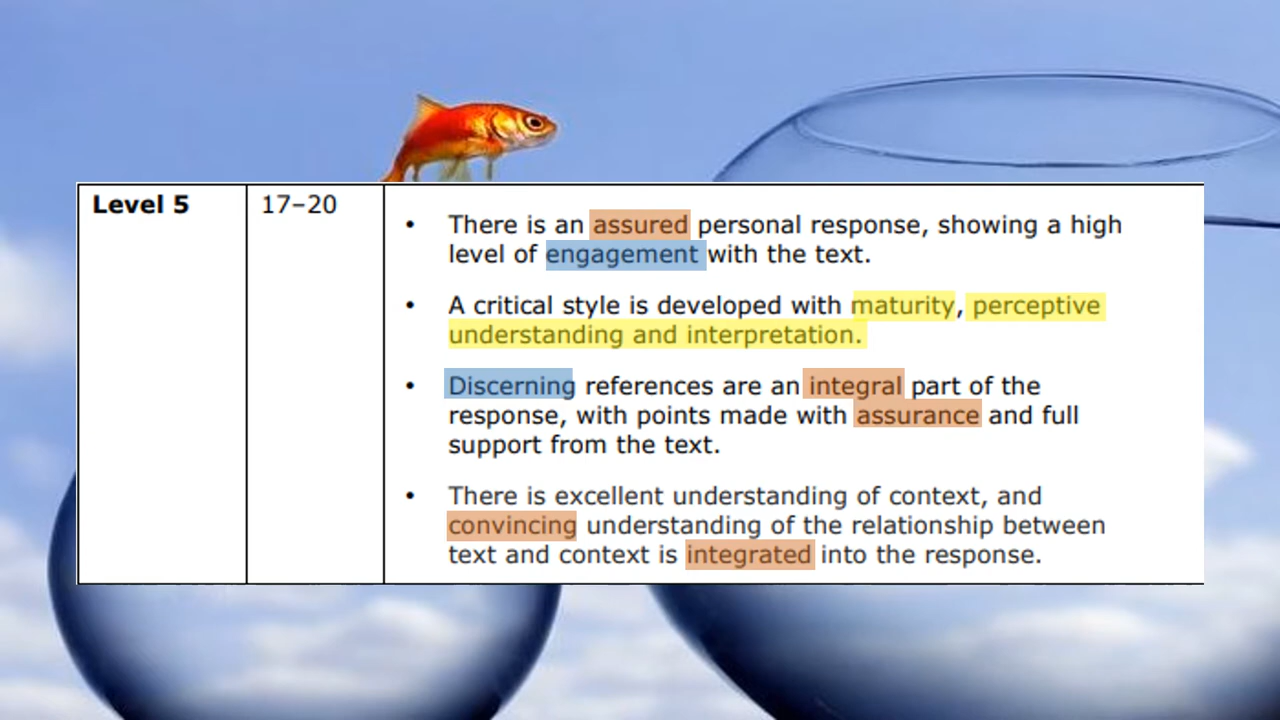 Level 5
17–20
• There is an assured personal response, showing a high
level of engagement with the text.
• A critical style is developed with maturity, perceptive
understanding and interpretation.
• Discerning references are an integral part of the
response, with points made with assurance and full
support from the text.
• There is excellent understanding of context, and
convincing understanding of the relationship between
text and context is integrated into the response.